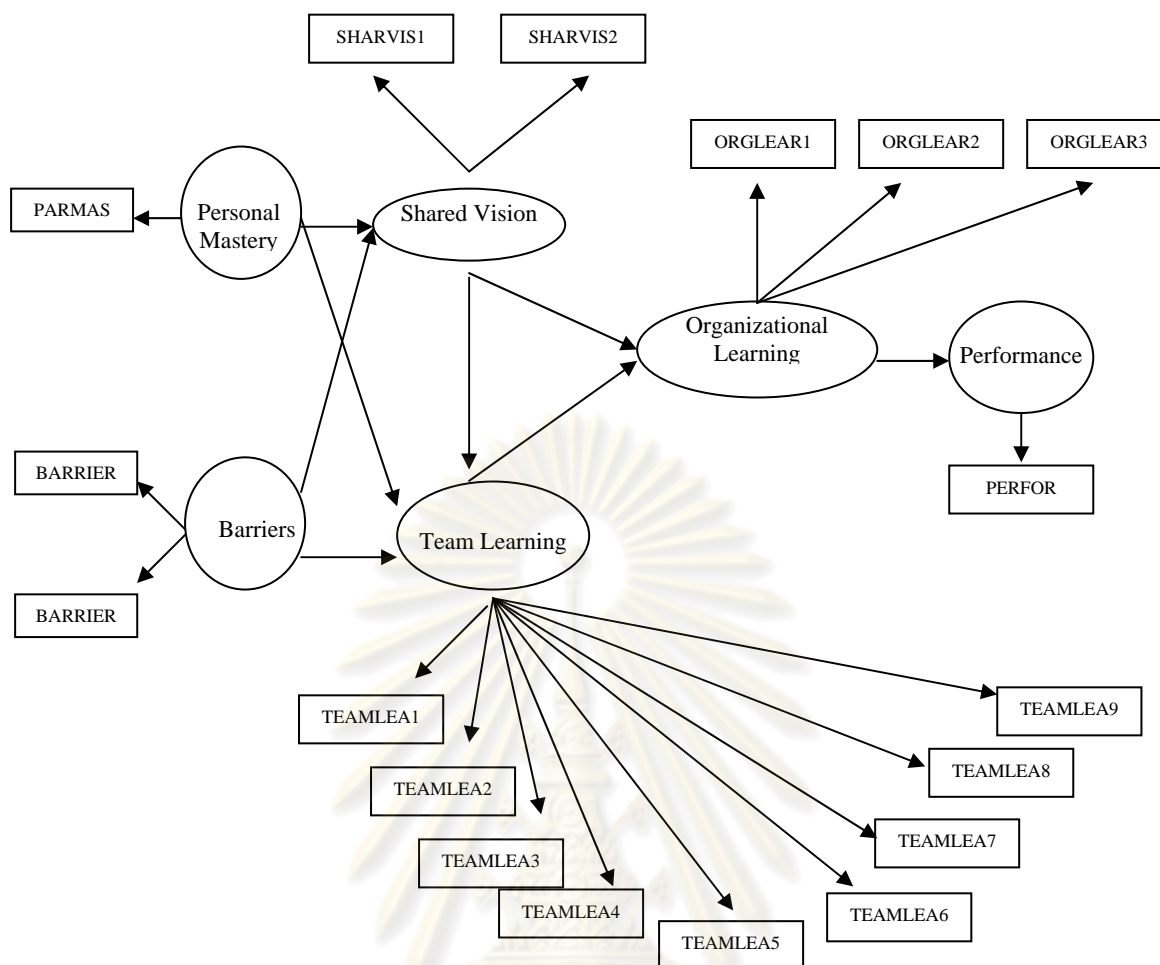 SHARVIS1
SHARVIS2
ORGLEAR1
ORGLEAR2
ORGLEAR3
PARMAS
Personal
Mastery
Shared Vision
Organizational
Learning
Performance
BARRIER
PERFOR
Barriers
Team Learning
BARRIER
TEAMLEA1
TEAMLEA9
TEAMLEA2
TEAMLEA8
TEAMLEA3
TEAMLEA7
TEAMLEA4
TEAMLEA6
TEAMLEA5